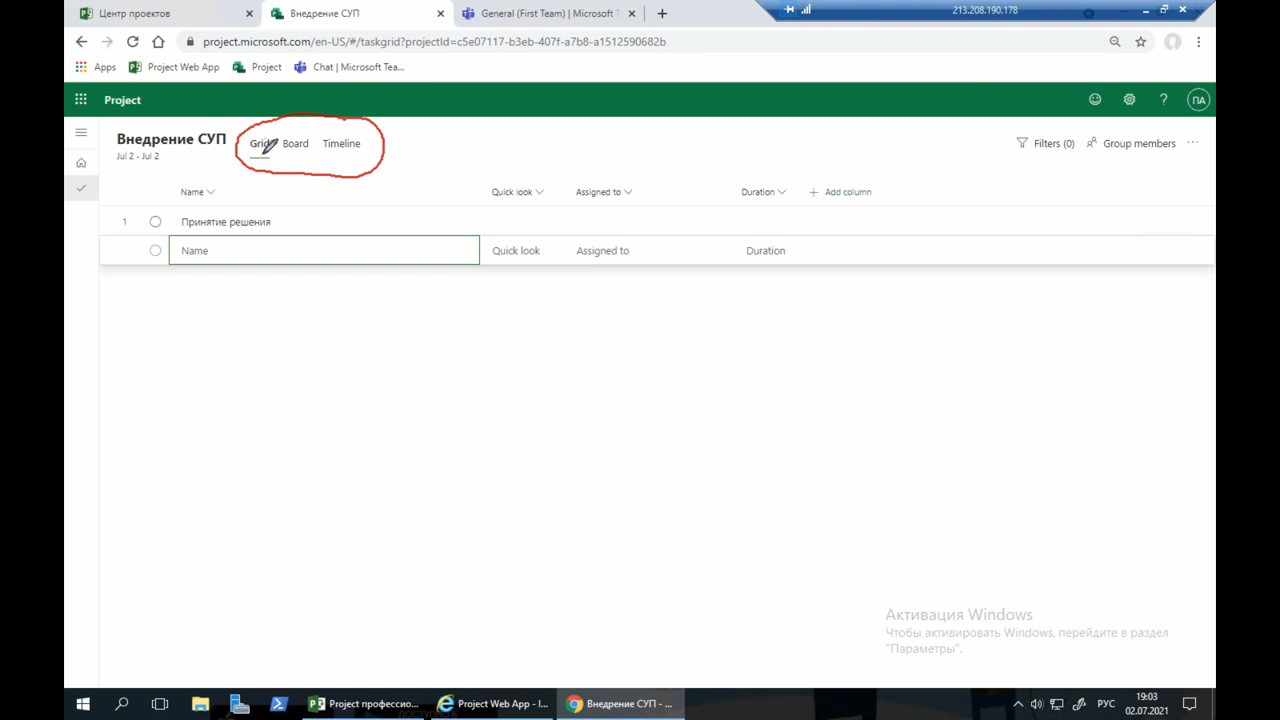 Центр проектов
Внедрение СУП
General (First Team) | Microsoft T
213.208.190.178
project.microsoft.com/en-US/#/taskgrid?projectId=c5e07117-b3eb-407f-a7b8-a1512590682b
Apps
Project Web App
Project
Chat | Microsoft Tea...
Project
ПА
Внедрение СУП
Jul 2 - Jul 2
Grid
Board
Timeline
Filters (0)
Group members
Name
Quick look
Assigned to
Duration
Add column
1
Принятие решения
Name
Quick look
Assigned to
Duration
Активация Windows
Чтобы активировать Windows, перейдите в раздел
"Параметры".
Project профессио...
Project Web App - I...
Внедрение СУП - ...
РУС
19:03
02.07.2021